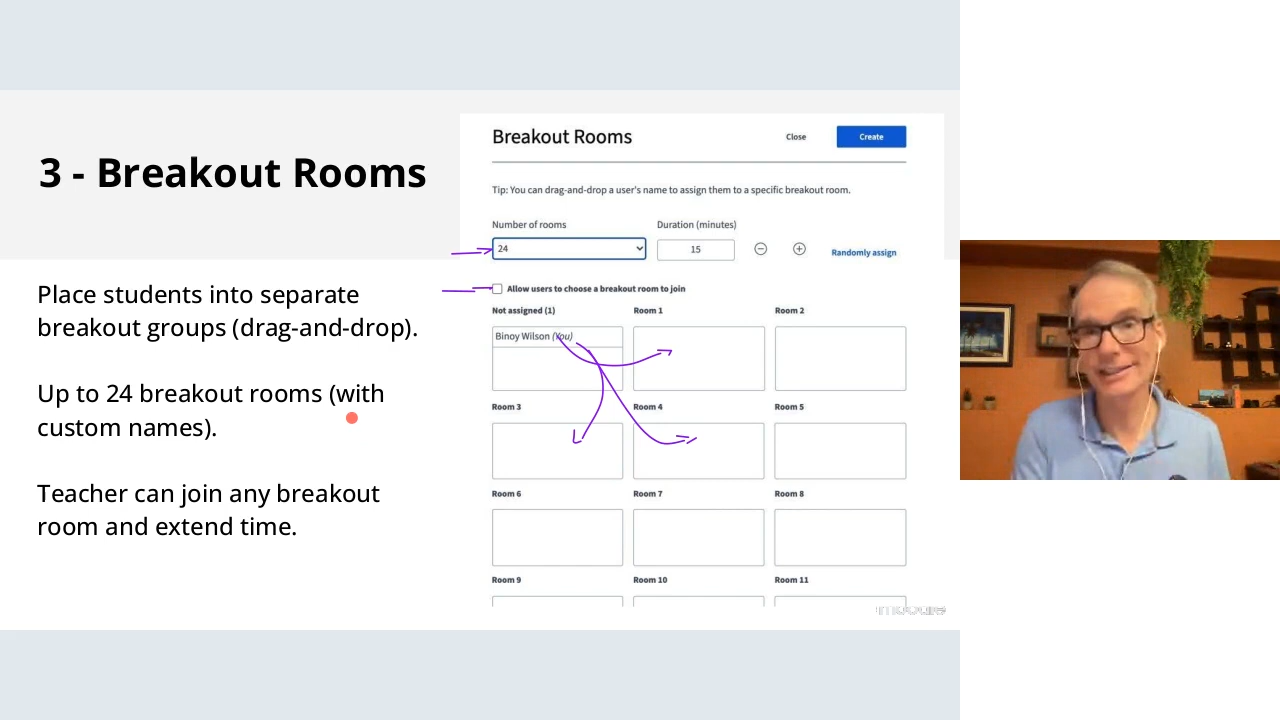 3 - Breakout Rooms
Place students into separate
breakout groups (drag-and-drop).
Up to 24 breakout rooms (with
custom names).
Teacher can join any breakout
room and extend time.
Breakout Rooms
Close
Create
Tip: You can drag-and-drop a user's name to assign them to a specific breakout room.
Number of rooms
Duration (minutes)
24
15
Randomly assign
Allow users to choose a breakout room to join
Not assigned (1)
Room 1
Room 2
Binoy Wilson (You)
Room 3
Room 4
Room 5
Room 6
Room 7
Room 8
Room 9
Room 10
Room 11